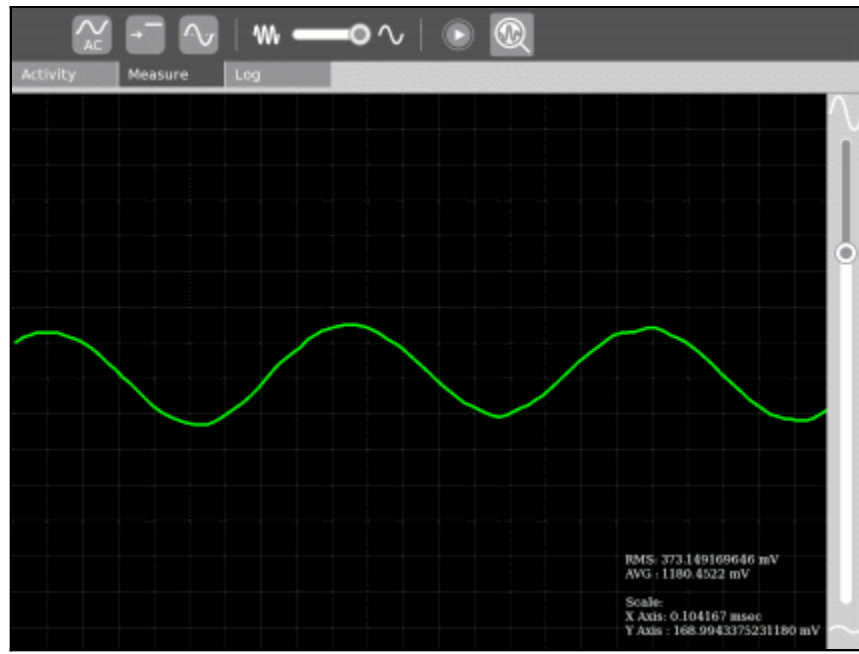 AC
Activity Measure Log
RMS: 373.149169646 mV
AVG : 1180.4522 mV
Scale:
X Axis: 0.104167 msec
Y Axis : 168.9943375231180 mV